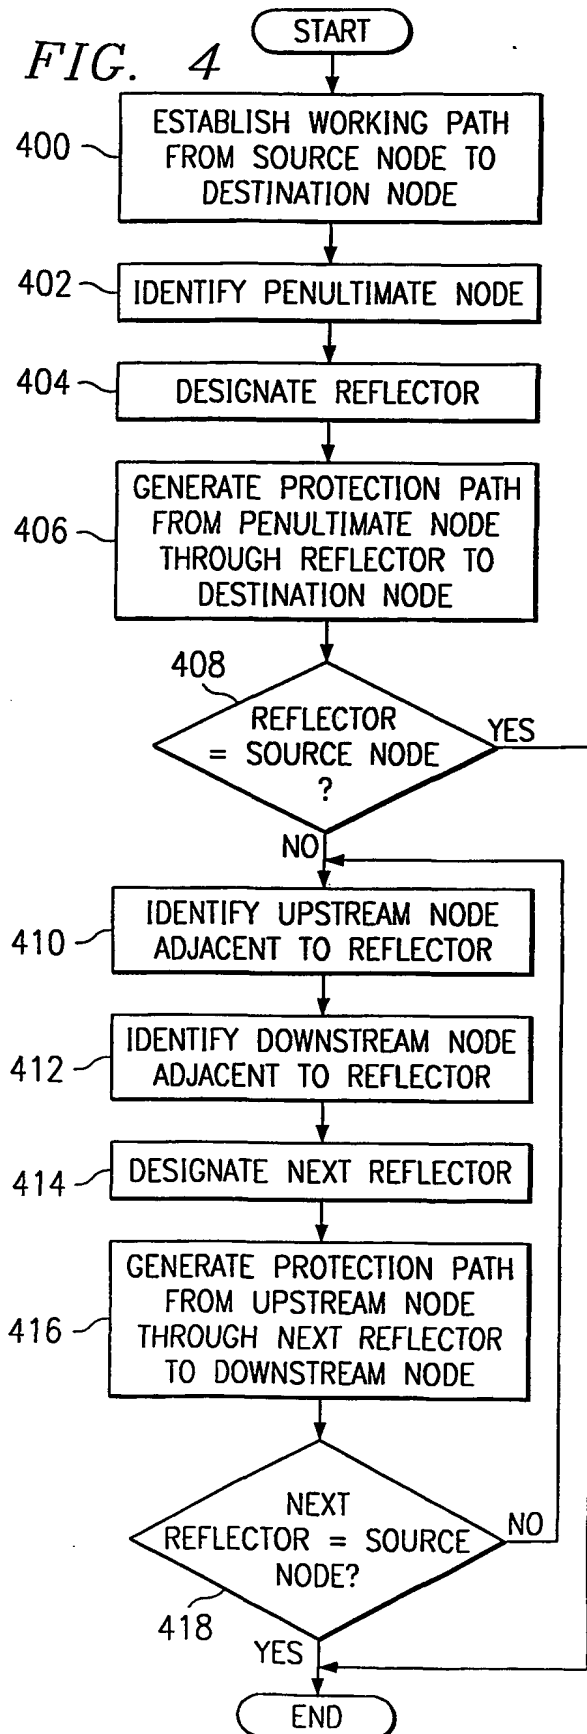 START
FIG. 4
400
ESTABLISH WORKING PATH
FROM SOURCE NODE TO
DESTINATION NODE
402
IDENTIFY PENULTIMATE NODE
404
DESIGNATE REFLECTOR
406
GENERATE PROTECTION PATH
FROM PENULTIMATE NODE
THROUGH REFLECTOR TO
DESTINATION NODE
408
REFLECTOR
= SOURCE NODE
?
YES
NO
410
IDENTIFY UPSTREAM NODE
ADJACENT TO REFLECTOR
412
IDENTIFY DOWNSTREAM NODE
ADJACENT TO REFLECTOR
414
DESIGNATE NEXT REFLECTOR
416
GENERATE PROTECTION PATH
FROM UPSTREAM NODE
THROUGH NEXT REFLECTOR
TO DOWNSTREAM NODE
NEXT
REFLECTOR = SOURCE
NODE?
NO
418
YES
END